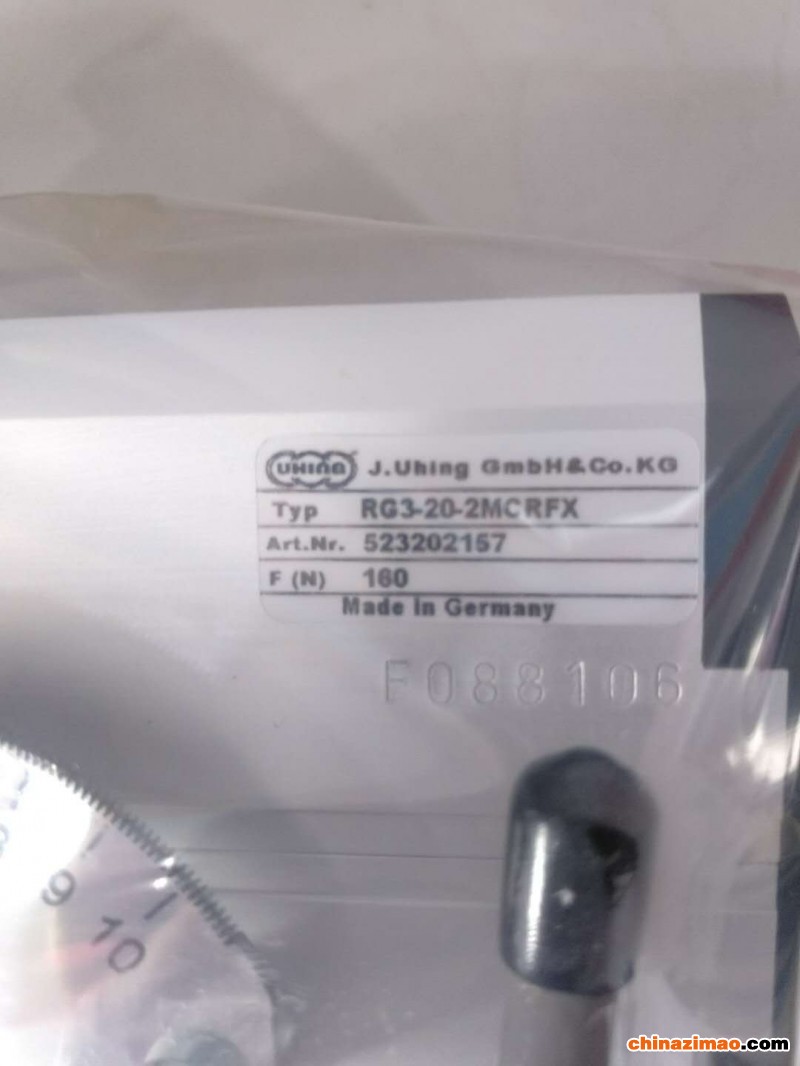 UHING J.Uhing GmbH&Co.KG
Typ RG3-20-2MCRFX
Art.Nr. 523202157
F (N) 160
Made in Germany
F088106
9 10
chinazimao.com